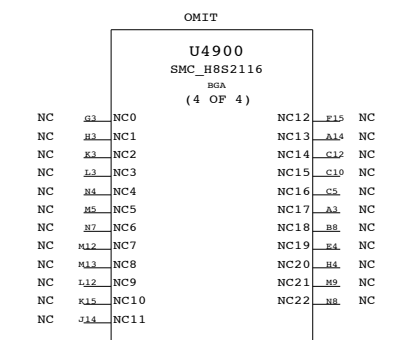 OMIT
U4900
SMC_H8S2116
BGA
(4 OF 4)
NC G3 NC0 NC12 F15 NC
NC H3 NC1 NC13 A14 NC
NC K3 NC2 NC14 C12 NC
NC L3 NC3 NC15 C10 NC
NC N4 NC4 NC16 C5 NC
NC M5 NC5 NC17 A3 NC
NC N7 NC6 NC18 B8 NC
NC M12 NC7 NC19 E4 NC
NC M13 NC8 NC20 H4 NC
NC L12 NC9 NC21 M9 NC
NC K15 NC10 NC22 N8 NC
NC J14 NC11